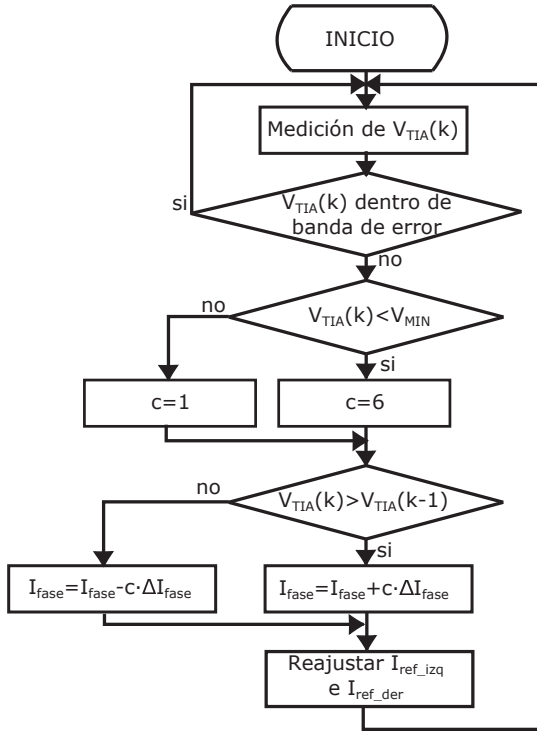 INICIO
Medición de V_TIA(k)
si
V_TIA(k) dentro de
banda de error
no
no
V_TIA(k)<V_MIN
si
c=1
c=6
no
V_TIA(k)>V_TIA(k-1)
si
I_fase=I_fase-c·ΔI_fase
I_fase=I_fase+c·ΔI_fase
Reajustar I_ref_izq
e I_ref_der